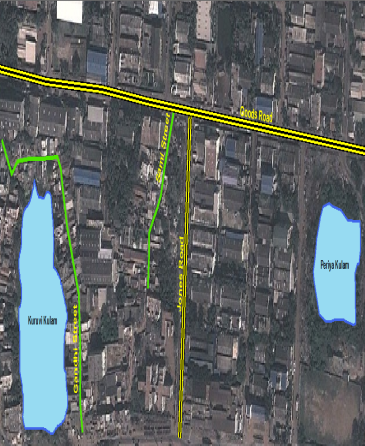 Goods Road
Jones Road
Gandhi Street
Kuruvi Kulam
Periya Kulam